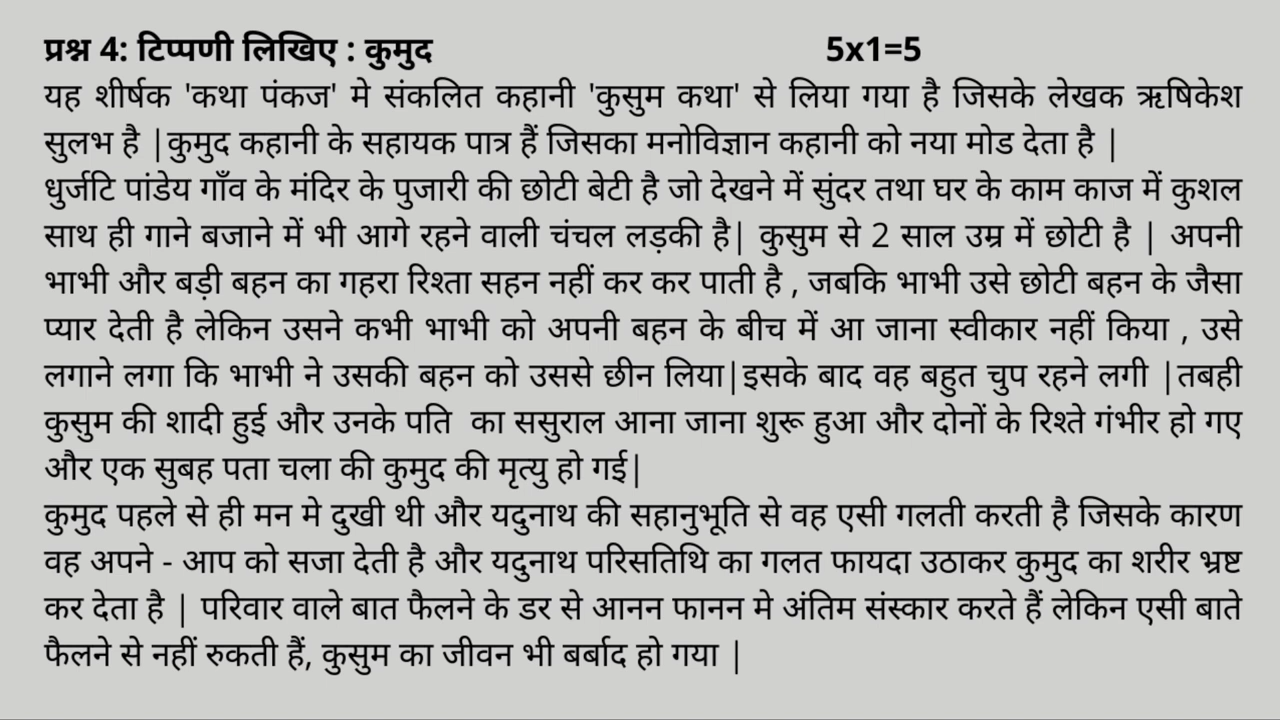 प्रश्न 4: टिप्पणी लिखिए : कुमुद 5x1=5
यह शीर्षक 'कथा पंकज' मे संकलित कहानी 'कुसुम कथा' से लिया गया है जिसके लेखक ऋषिकेश
सुलभ है |कुमुद कहानी के सहायक पात्र हैं जिसका मनोविज्ञान कहानी को नया मोड देता है |
धुर्जटि पांडेय गाँव के मंदिर के पुजारी की छोटी बेटी है जो देखने में सुंदर तथा घर के काम काज में कुशल
साथ ही गाने बजाने में भी आगे रहने वाली चंचल लड़की है| कुसुम से 2 साल उम्र में छोटी है | अपनी
भाभी और बड़ी बहन का गहरा रिश्ता सहन नहीं कर कर पाती है , जबकि भाभी उसे छोटी बहन के जैसा
प्यार देती है लेकिन उसने कभी भाभी को अपनी बहन के बीच में आ जाना स्वीकार नहीं किया , उसे
लगाने लगा कि भाभी ने उसकी बहन को उससे छीन लिया|इसके बाद वह बहुत चुप रहने लगी |तबही
कुसुम की शादी हुई और उनके पति का ससुराल आना जाना शुरू हुआ और दोनों के रिश्ते गंभीर हो गए
और एक सुबह पता चला की कुमुद की मृत्यु हो गई|
कुमुद पहले से ही मन मे दुखी थी और यदुनाथ की सहानुभूति से वह एसी गलती करती है जिसके कारण
वह अपने - आप को सजा देती है और यदुनाथ परिसतिथि का गलत फायदा उठाकर कुमुद का शरीर भ्रष्ट
कर देता है | परिवार वाले बात फैलने के डर से आनन फानन मे अंतिम संस्कार करते हैं लेकिन एसी बाते
फैलने से नहीं रुकती हैं, कुसुम का जीवन भी बर्बाद हो गया |